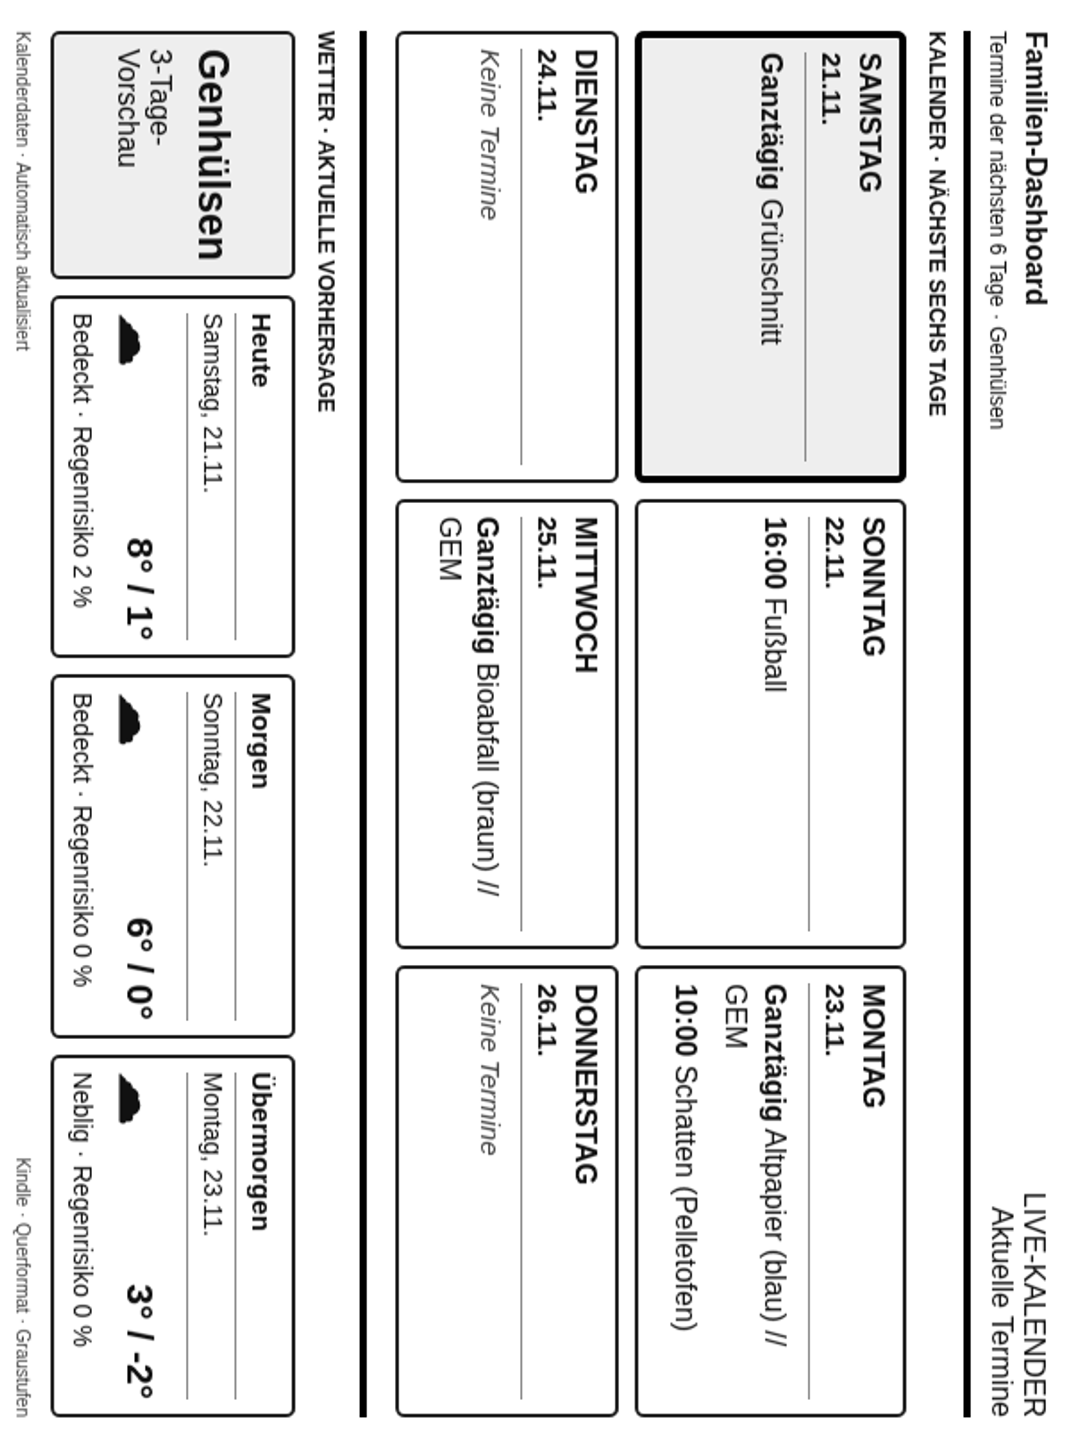 Familien-Dashboard
Termine der nächsten 6 Tage · Genhülsen
LIVE-KALENDER
Aktuelle Termine
KALENDER · NÄCHSTE SECHS TAGE
SAMSTAG
21.11.
Ganztägig Grünschnitt
SONNTAG
22.11.
16:00 Fußball
MONTAG
23.11.
Ganztägig Altpapier (blau) //
GEM
10:00 Schatten (Pelletofen)
DIENSTAG
24.11.
Keine Termine
MITTWOCH
25.11.
Ganztägig Bioabfall (braun) //
GEM
DONNERSTAG
26.11.
Keine Termine
WETTER · AKTUELLE VORHERSAGE
Genhülsen
3-Tage-
Vorschau
Heute
Samstag, 21.11.
8° / 1°
Bedeckt · Regenrisiko 2 %
Morgen
Sonntag, 22.11.
6° / 0°
Bedeckt · Regenrisiko 0 %
Übermorgen
Montag, 23.11.
3° / -2°
Neblig · Regenrisiko 0 %
Kalenderdaten · Automatisch aktualisiert
Kindle · Querformat · Graustufen